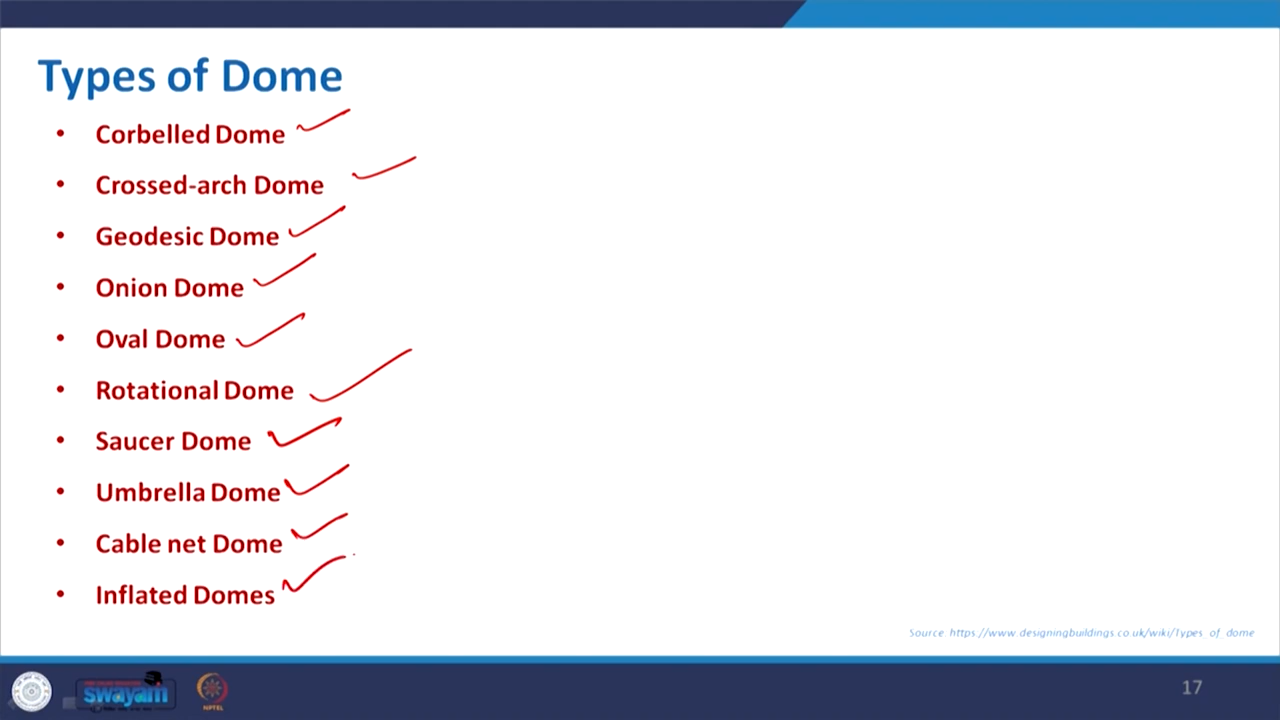 Types of Dome
• Corbelled Dome
• Crossed-arch Dome
• Geodesic Dome
• Onion Dome
• Oval Dome
• Rotational Dome
• Saucer Dome
• Umbrella Dome
• Cable net Dome
• Inflated Domes
Source https://www.designingbuildings.co.uk/wiki/Types_of_dome
swayam
NPTEL
17